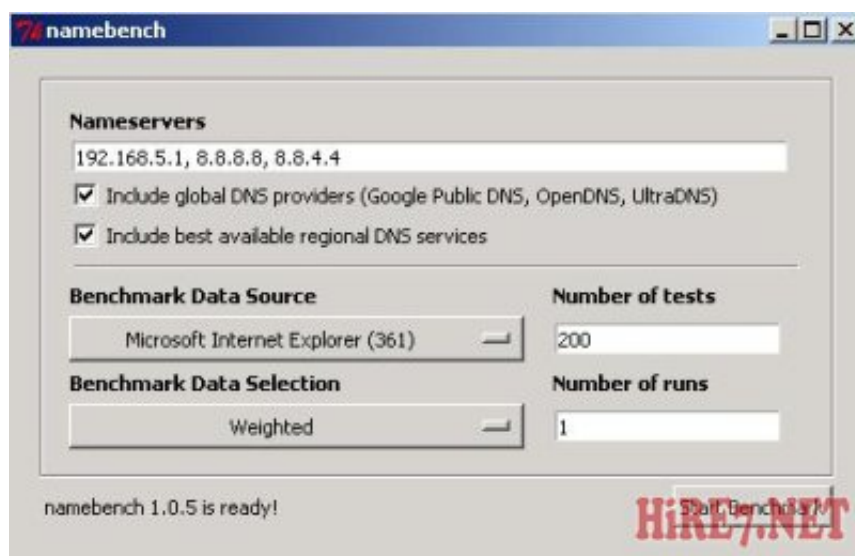 namebench
Nameservers
192.168.5.1, 8.8.8.8, 8.8.4.4
Include global DNS providers (Google Public DNS, OpenDNS, UltraDNS)
Include best available regional DNS services
Benchmark Data Source
Number of tests
Microsoft Internet Explorer (361)
200
Benchmark Data Selection
Number of runs
Weighted
1
namebench 1.0.5 is ready!
Start Benchmark
HiRE7.NET